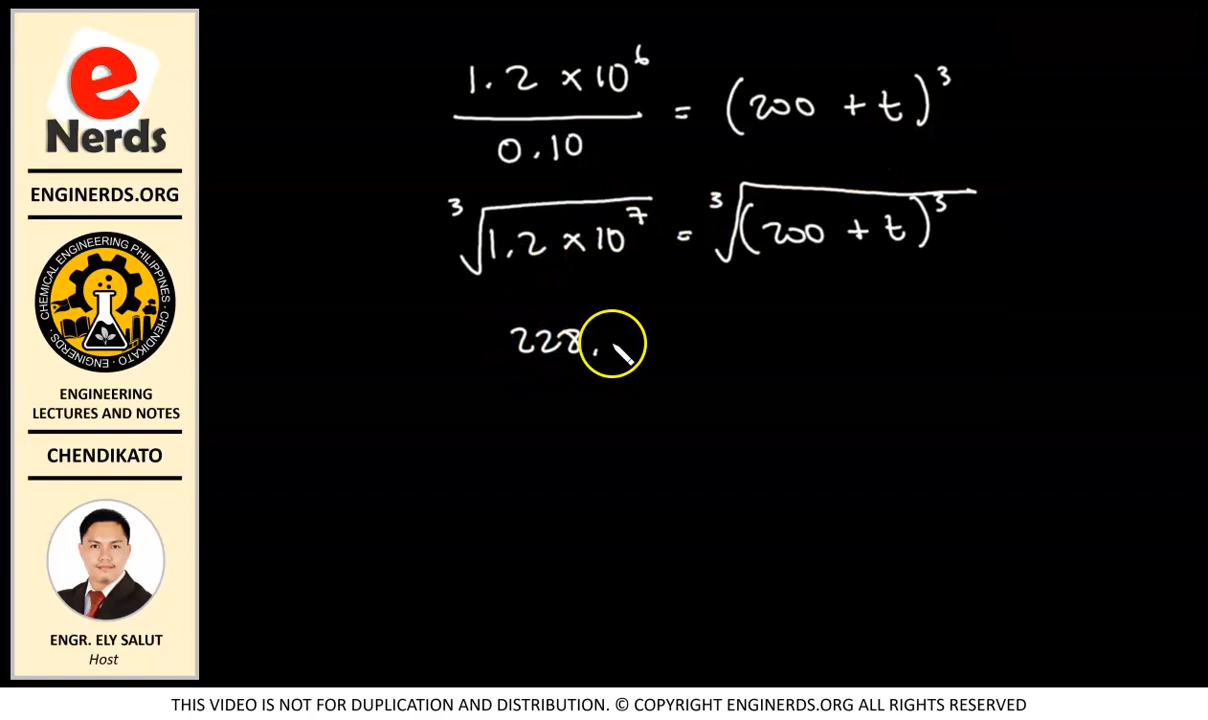 e
Nerds
ENGINERDS.ORG
CHEMICAL ENGINEERING PHILIPPINES
CHENDIKATO: ENGINERDS
ENGINEERING
LECTURES AND NOTES
CHENDIKATO
ENGR. ELY SALUT
Host
1.2 × 10⁶ / 0.10 = (200 + t)³
³√1.2 × 10⁷ = ³√(200 + t)³
228.
THIS VIDEO IS NOT FOR DUPLICATION AND DISTRIBUTION. © COPYRIGHT ENGINERDS.ORG ALL RIGHTS RESERVED